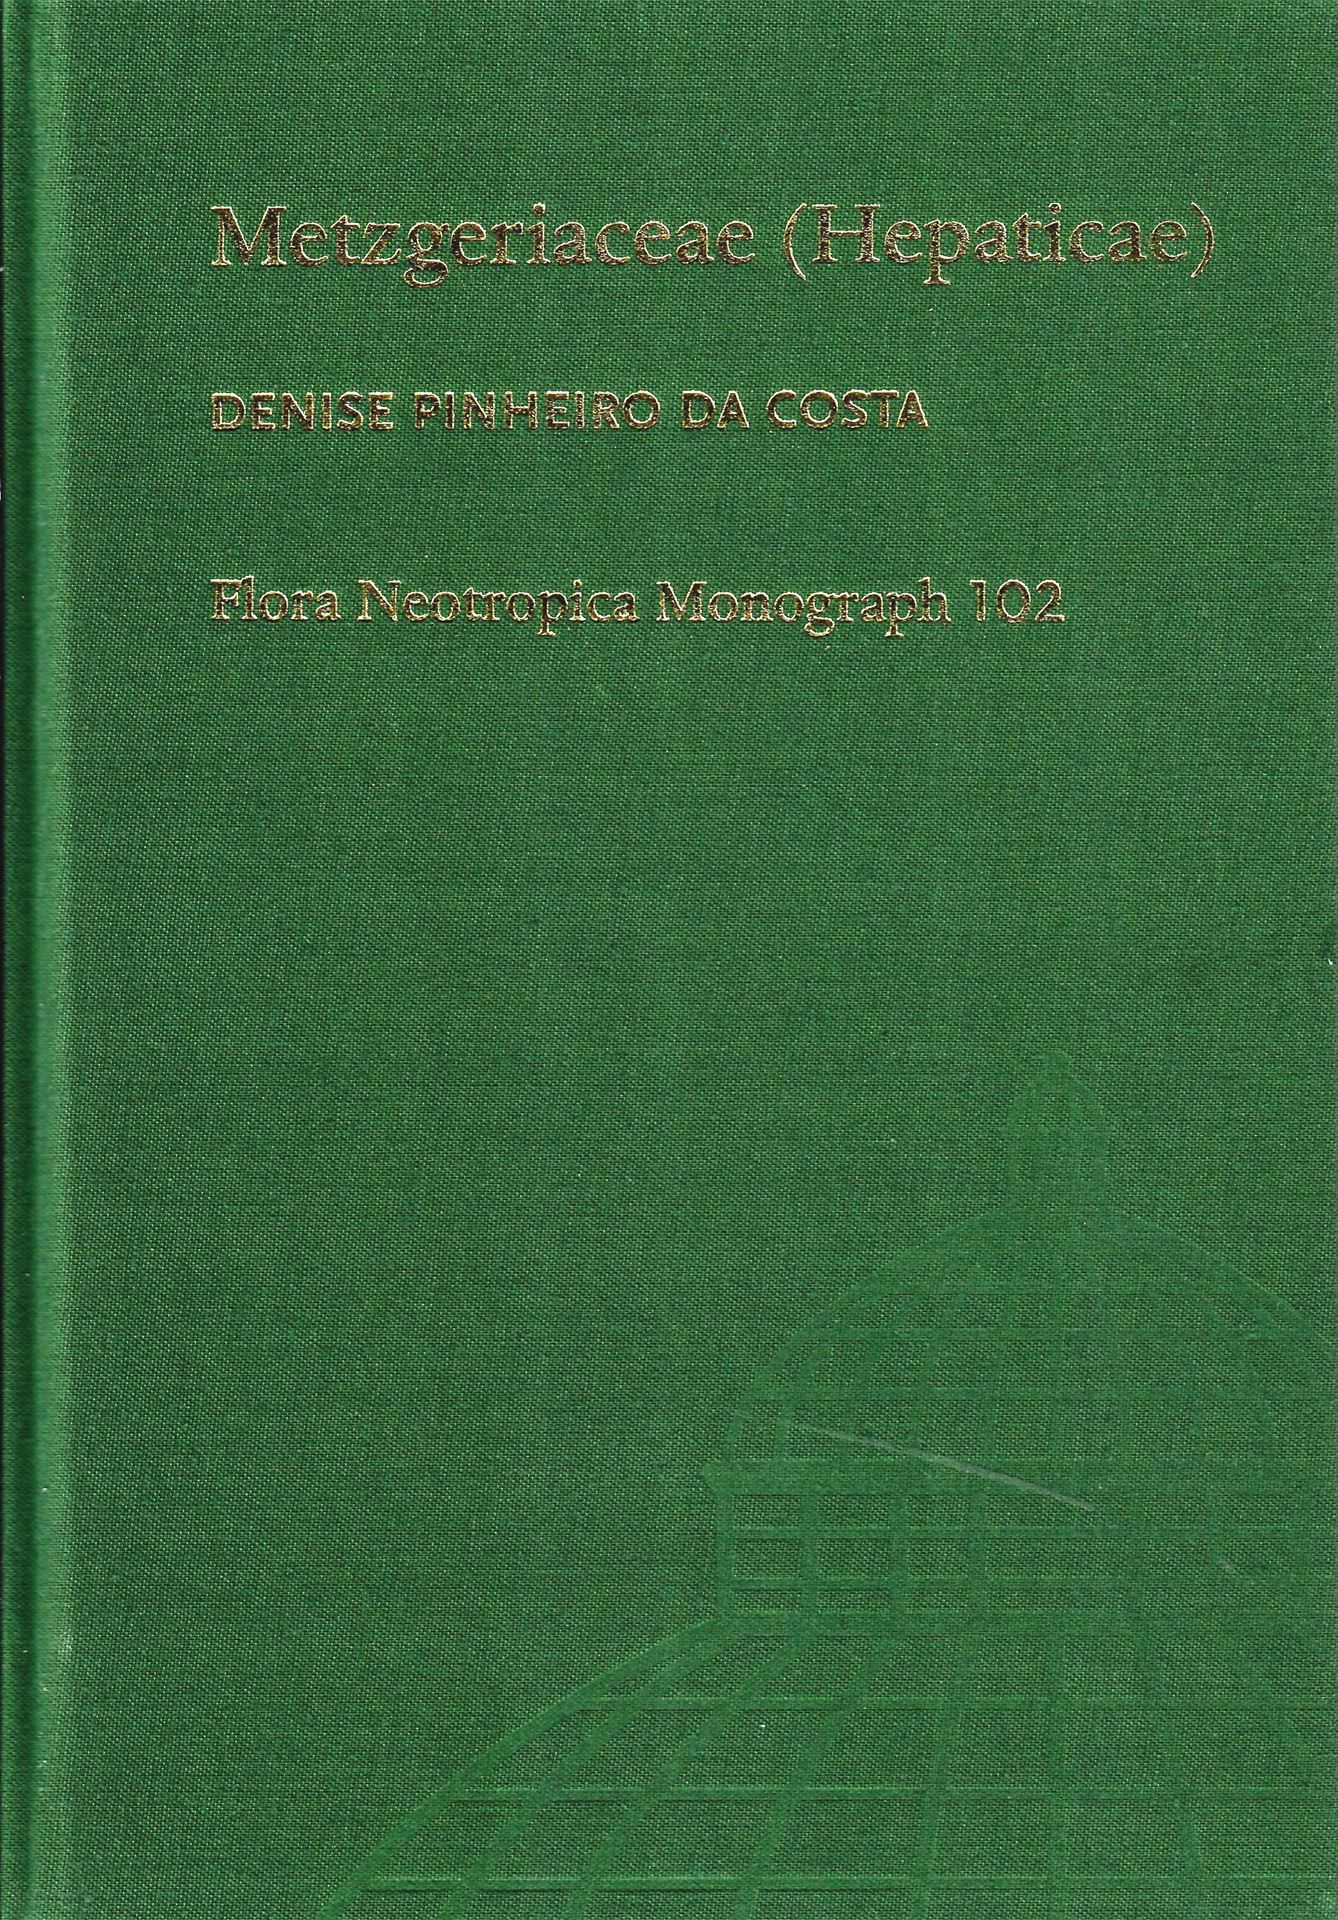 Metzgeriaceae (Hepaticae)
DENISE PINHEIRO DA COSTA
Flora Neotropica Monograph 102